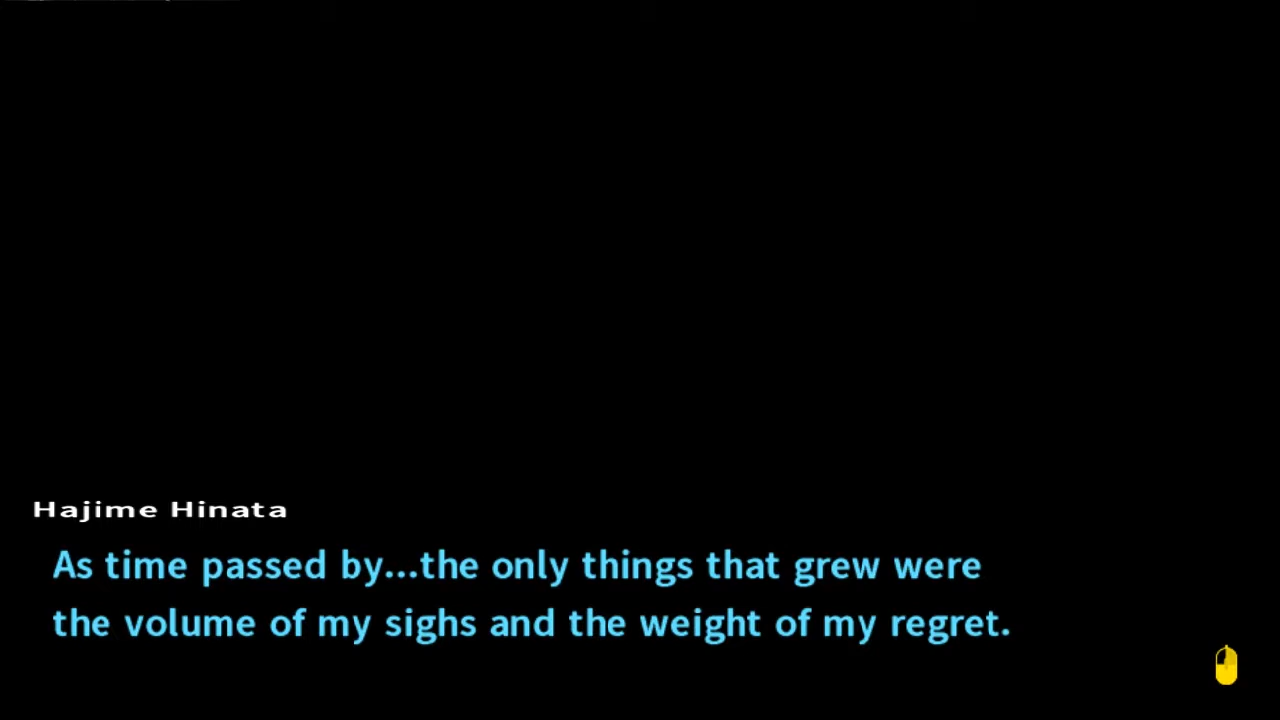 Hajime Hinata
As time passed by...the only things that grew were
the volume of my sighs and the weight of my regret.